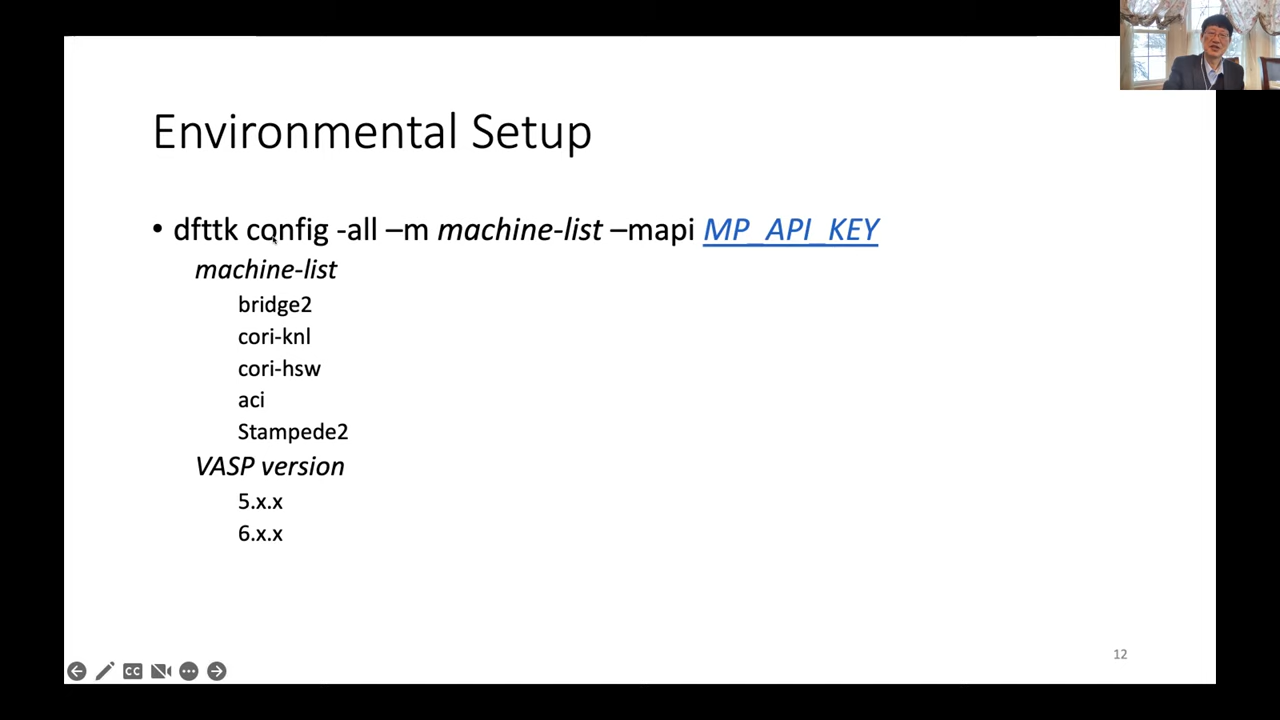 Environmental Setup
• dfttk config -all –m machine-list –mapi MP_API_KEY
machine-list
bridge2
cori-knl
cori-hsw
aci
Stampede2
VASP version
5.x.x
6.x.x
12
CC